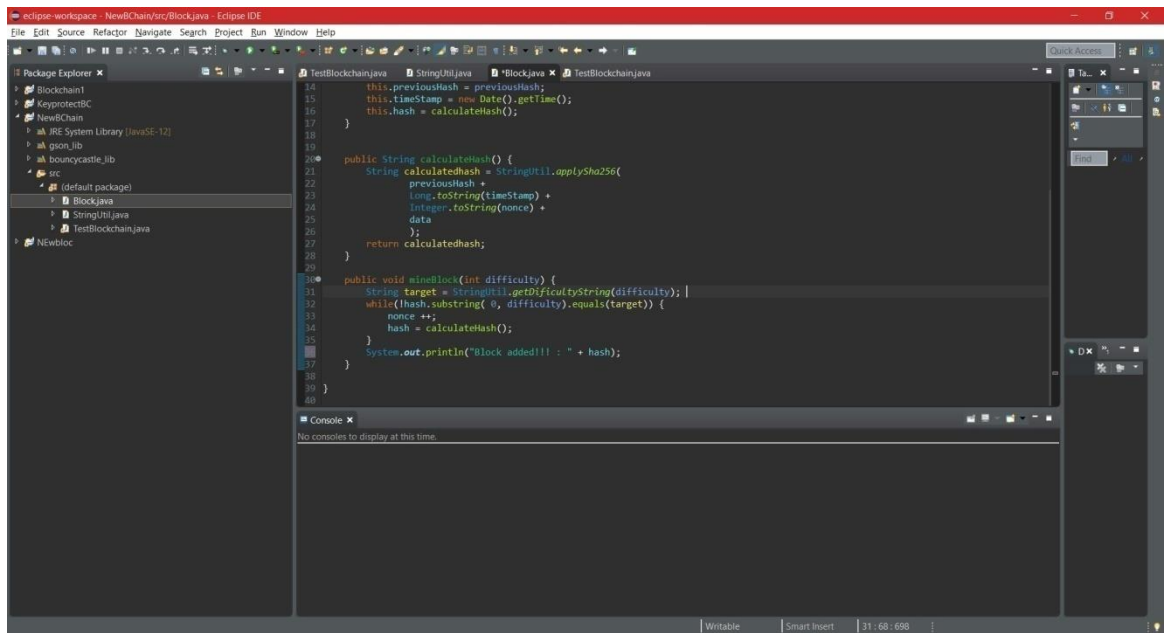 eclipse-workspace - NewBChain/src/Block.java - Eclipse IDE
File Edit Source Refactor Navigate Search Project Run Window Help
Quick Access
Package Explorer
Blockchain1
KeyprotectBC
NewBChain
JRE System Library [JavaSE-12]
gson_lib
bouncycastle_lib
src
(default package)
Block.java
StringUtil.java
TestBlockchain.java
NEwbloc
TestBlockchain.java StringUtil.java *Block.java TestBlockchain.java
14 this.previousHash = previousHash;
15 this.timeStamp = new Date().getTime();
16 this.hash = calculateHash();
17 }
18
19
20 public String calculateHash() {
21 String calculatedhash = StringUtil.applySha256(
22 previousHash +
23 Long.toString(timeStamp) +
24 Integer.toString(nonce) +
25 data
26 );
27 return calculatedhash;
28 }
29
30 public void mineBlock(int difficulty) {
31 String target = StringUtil.getDificultyString(difficulty);
32 while(!hash.substring( 0, difficulty).equals(target)) {
33 nonce ++;
34 hash = calculateHash();
35 }
System.out.println("Block added!!! : " + hash);
37 }
38
39 }
40
Ta...
Find All
D
Console
No consoles to display at this time.
Writable Smart Insert 31 : 68 : 698